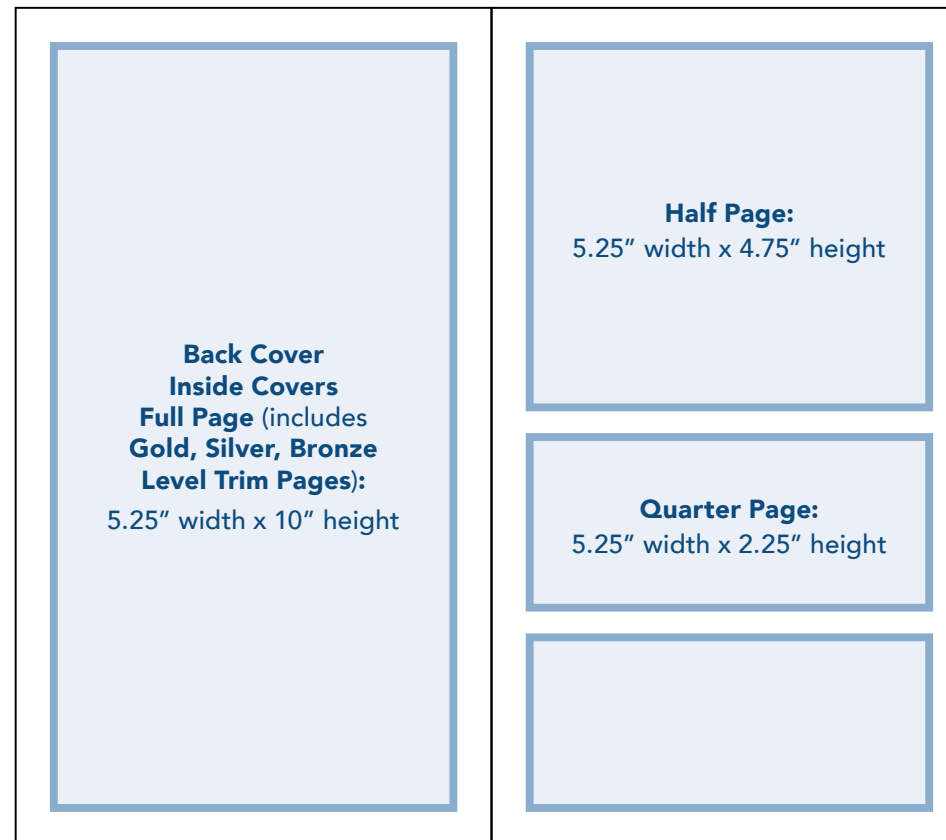 Back Cover
Inside Covers
Full Page (includes
Gold, Silver, Bronze
Level Trim Pages):
5.25” width x 10” height
Half Page:
5.25” width x 4.75” height
Quarter Page:
5.25” width x 2.25” height